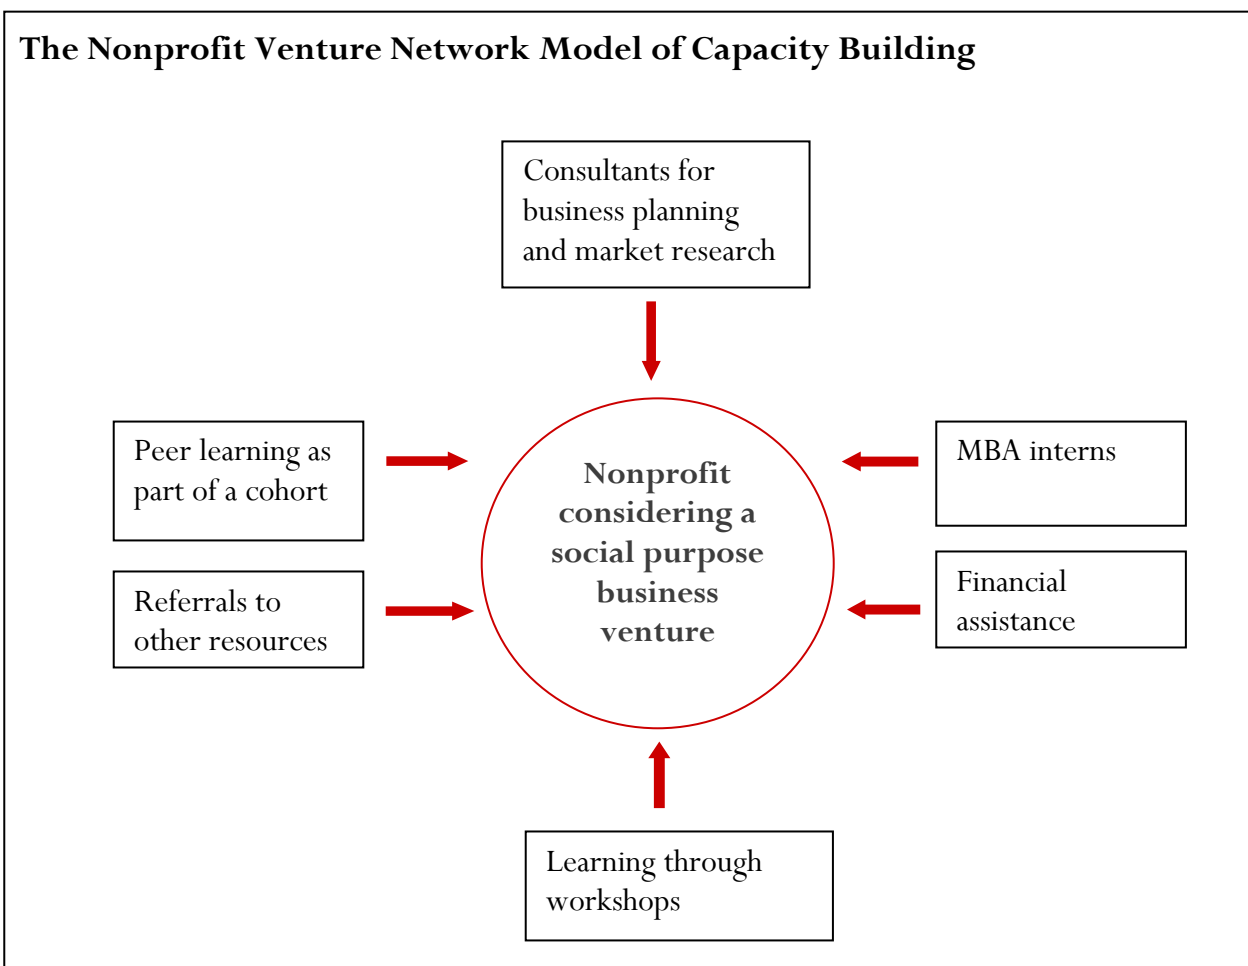 The Nonprofit Venture Network Model of Capacity Building
Consultants for
business planning
and market research
Peer learning as
part of a cohort
Referrals to
other resources
Nonprofit
considering a
social purpose
business
venture
MBA interns
Financial
assistance
Learning through
workshops